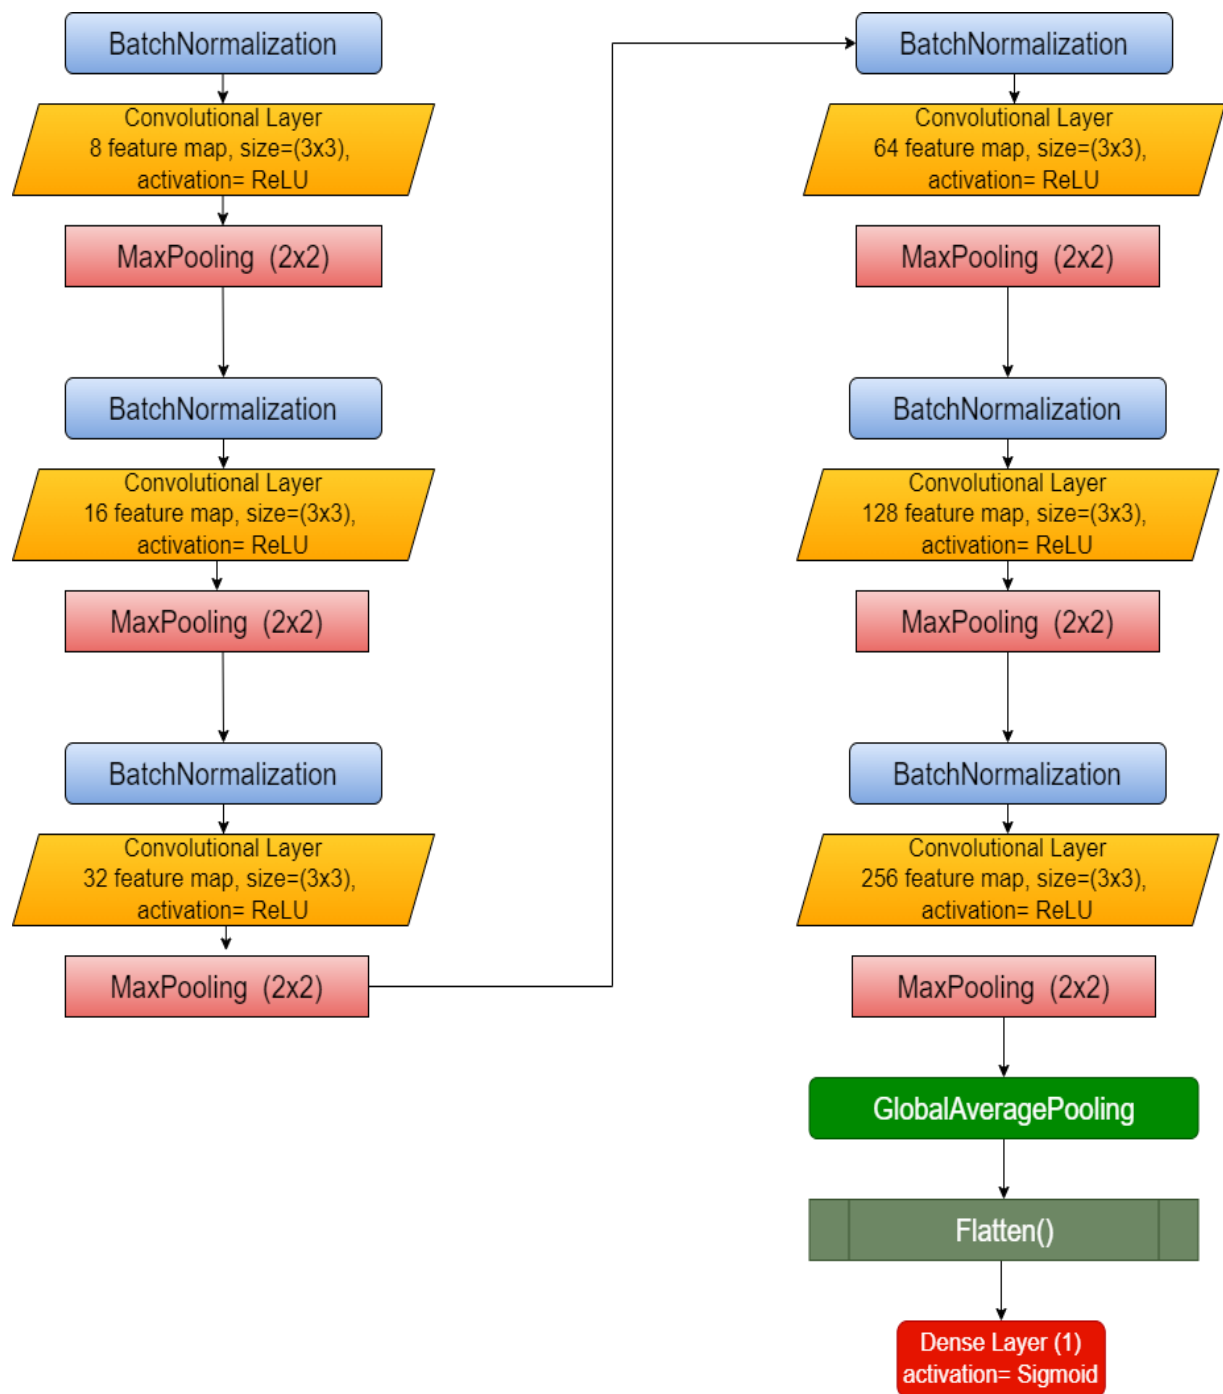 BatchNormalization
Convolutional Layer
8 feature map, size=(3x3),
activation= ReLU
MaxPooling (2x2)
BatchNormalization
Convolutional Layer
16 feature map, size=(3x3),
activation= ReLU
MaxPooling (2x2)
BatchNormalization
Convolutional Layer
32 feature map, size=(3x3),
activation= ReLU
MaxPooling (2x2)
BatchNormalization
Convolutional Layer
64 feature map, size=(3x3),
activation= ReLU
MaxPooling (2x2)
BatchNormalization
Convolutional Layer
128 feature map, size=(3x3),
activation= ReLU
MaxPooling (2x2)
BatchNormalization
Convolutional Layer
256 feature map, size=(3x3),
activation= ReLU
MaxPooling (2x2)
GlobalAveragePooling
Flatten()
Dense Layer (1)
activation= Sigmoid